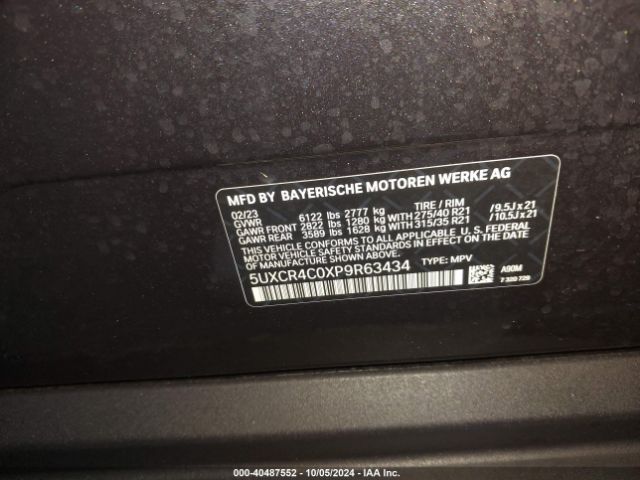 MFD BY BAYERISCHE MOTOREN WERKE AG
02/23 TIRE / RIM
GVWR 6122 lbs 2777 kg
GAWR FRONT 2822 lbs 1280 kg WITH 275/40 R21 /9.5J x 21
GAWR REAR 3589 lbs 1628 kg WITH 315/35 R21 /10.5J x 21
THIS VEHICLE CONFORMS TO ALL APPLICABLE U.S. FEDERAL
MOTOR VEHICLE SAFETY STANDARDS IN EFFECT ON
THE DATE OF MANUFACTURE SHOWN ABOVE.
5UXCR4C0XP9R63434 TYPE: MPV
A90M
7 320 720
000-40487552 - 10/05/2024 - IAA Inc.